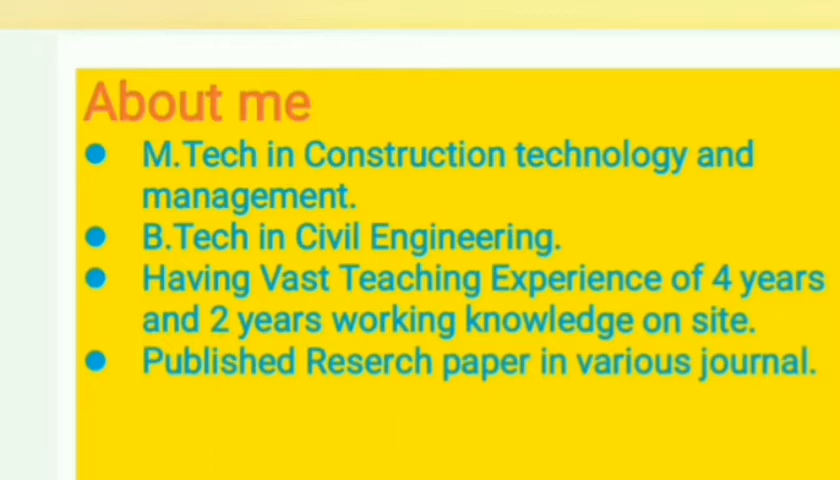 About me
● M.Tech in Construction technology and
management.
● B.Tech in Civil Engineering.
● Having Vast Teaching Experience of 4 years
and 2 years working knowledge on site.
● Published Reserch paper in various journal.